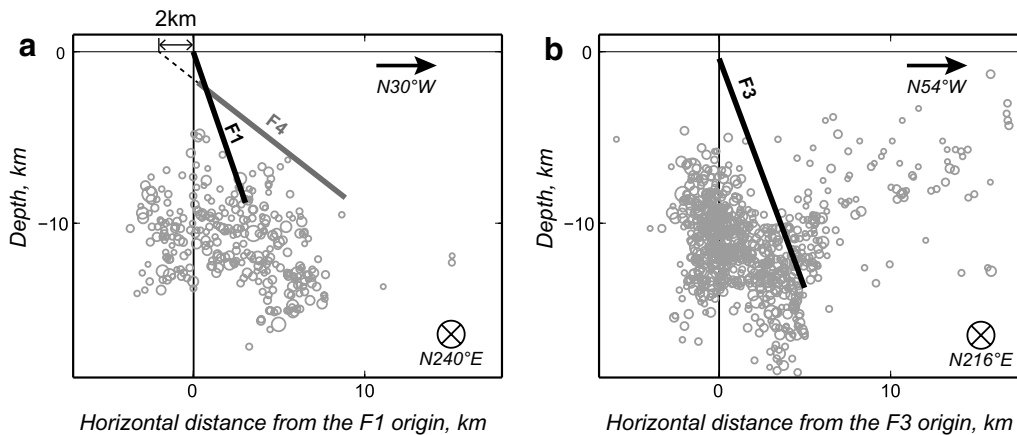 2km
a
0
N30°W
F1
F4
Depth, km
−10
N240°E
0
10
Horizontal distance from the F1 origin, km
b
0
N54°W
F3
Depth, km
−10
N216°E
0
10
Horizontal distance from the F3 origin, km